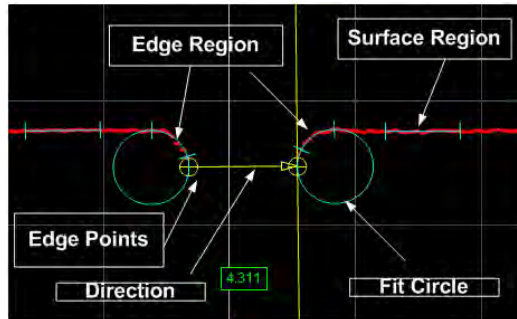 Edge Region
Surface Region
Edge Points
Direction
4.311
Fit Circle